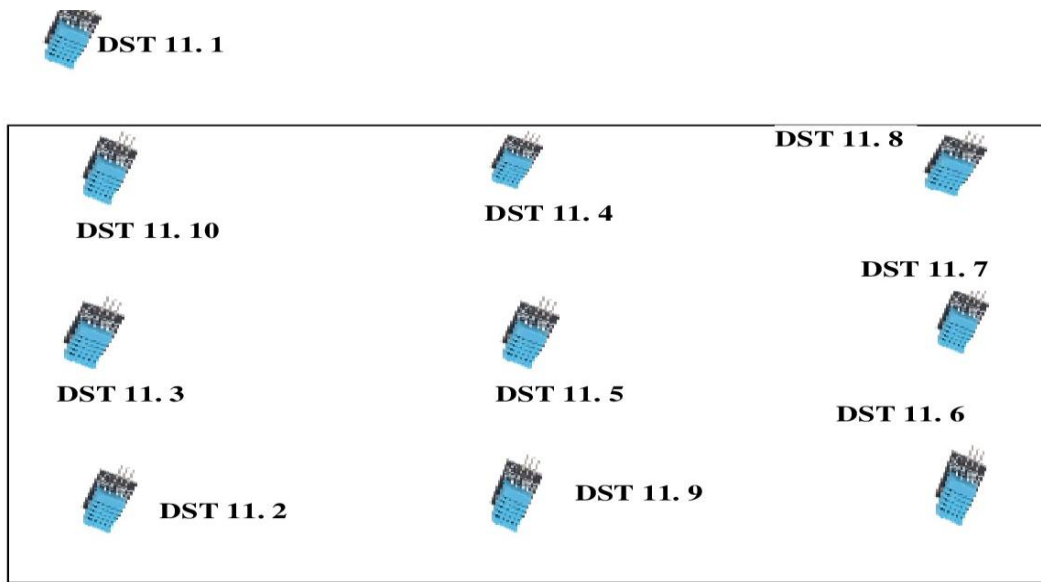 DST 11. 1
DST 11. 8
DST 11. 10
DST 11. 4
DST 11. 7
DST 11. 3
DST 11. 5
DST 11. 6
DST 11. 2
DST 11. 9